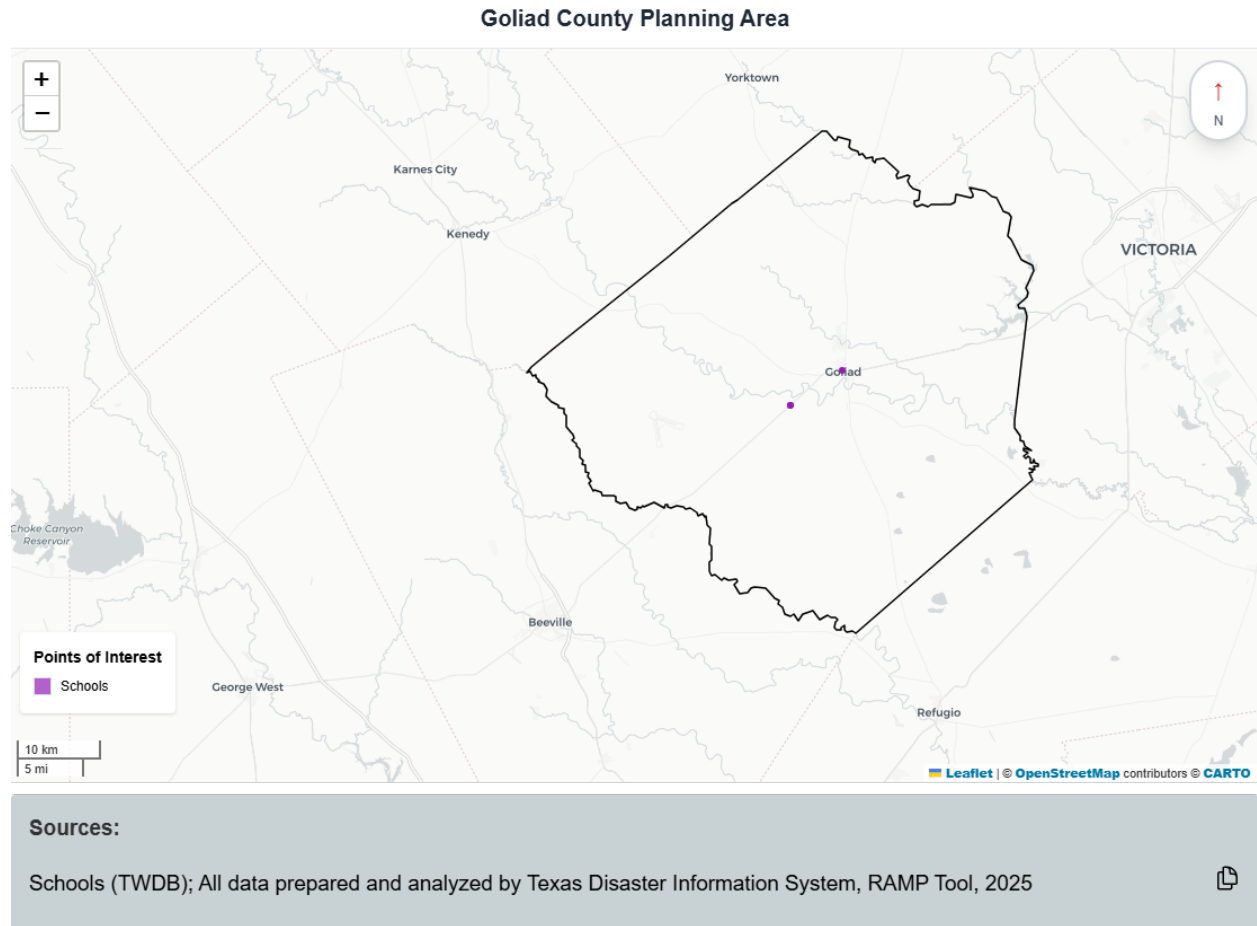 Goliad County Planning Area
+
−
↑
N
Yorktown
Karnes City
Kenedy
VICTORIA
Goliad
Choke Canyon
Reservoir
Beeville
Points of Interest
Schools
George West
Refugio
10 km
5 mi
Leaflet | © OpenStreetMap contributors © CARTO
Sources:
Schools (TWDB); All data prepared and analyzed by Texas Disaster Information System, RAMP Tool, 2025